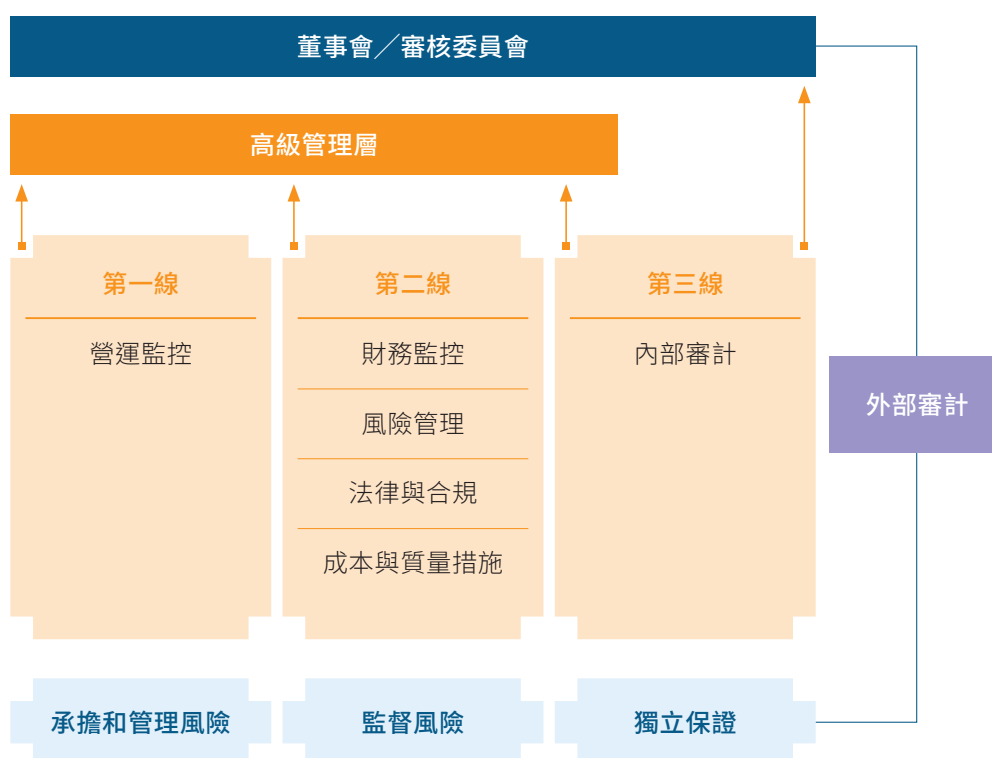 董事會╱審核委員會
高級管理層
第一線
營運監控
第二線
財務監控
風險管理
法律與合規
成本與質量措施
第三線
內部審計
外部審計
承擔和管理風險
監督風險
獨立保證